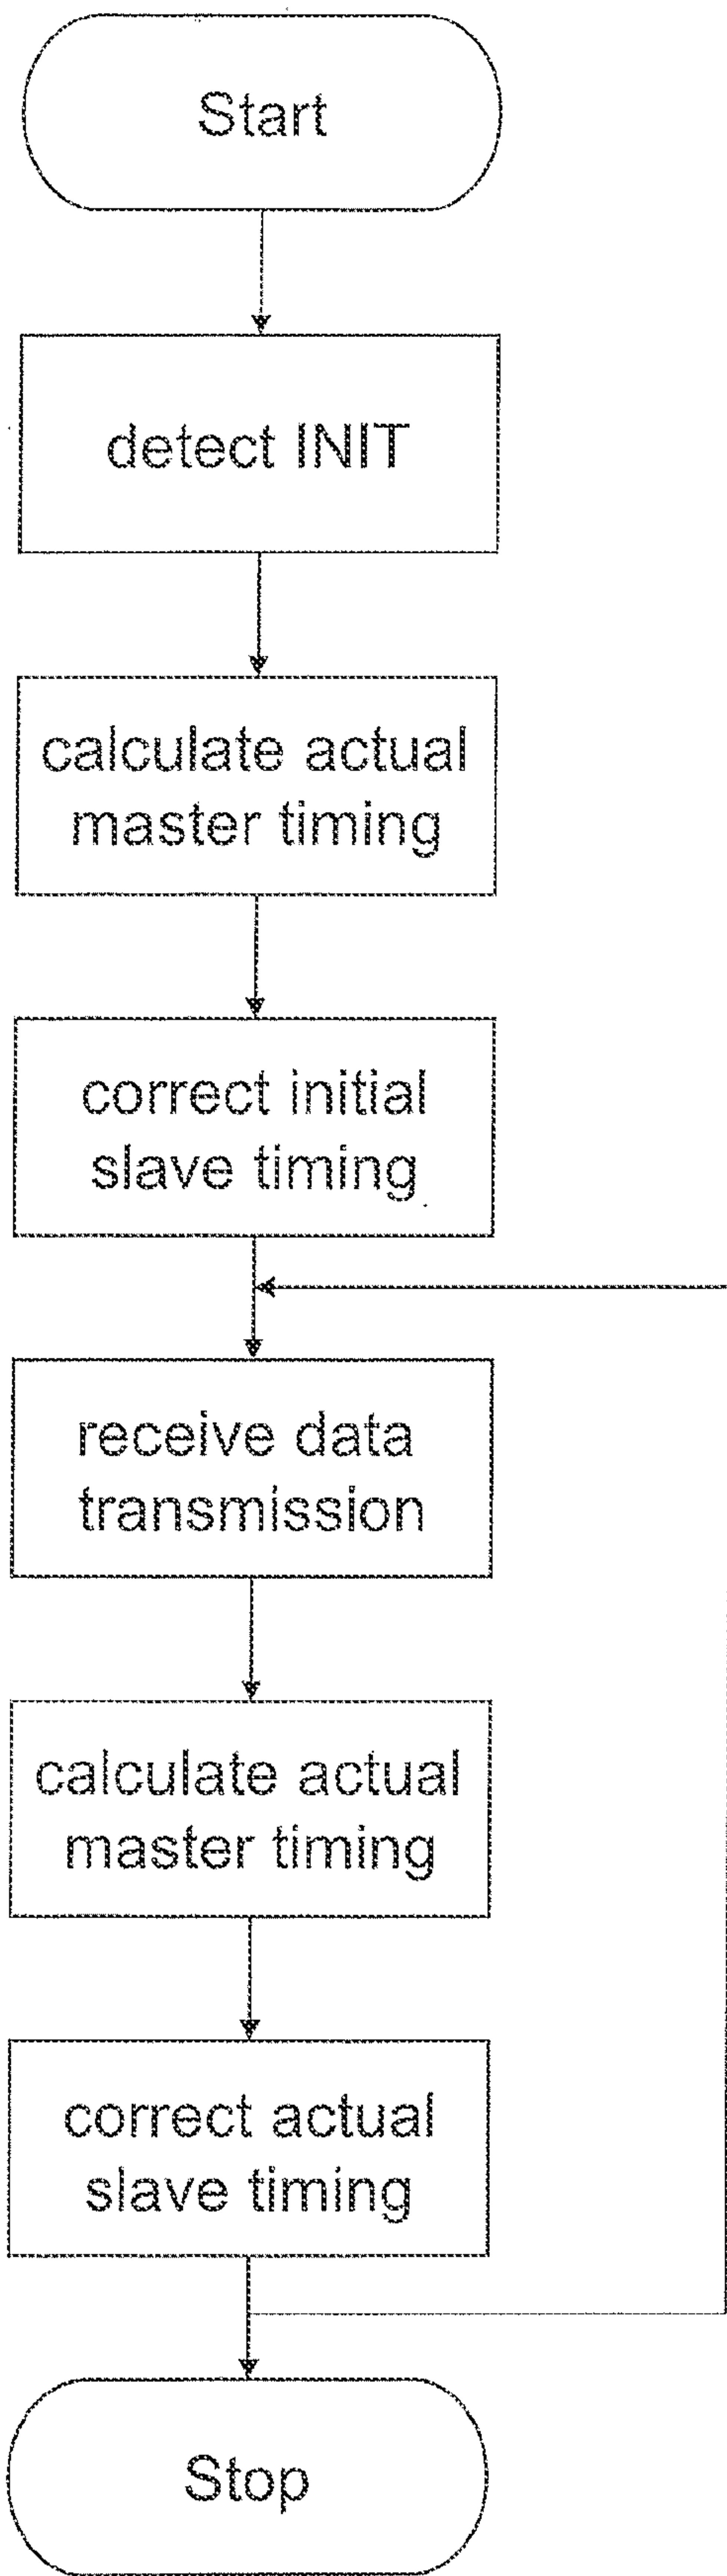 Start
detect INIT
calculate actual
master timing
correct initial
slave timing
receive data
transmission
calculate actual
master timing
correct actual
slave timing
Stop